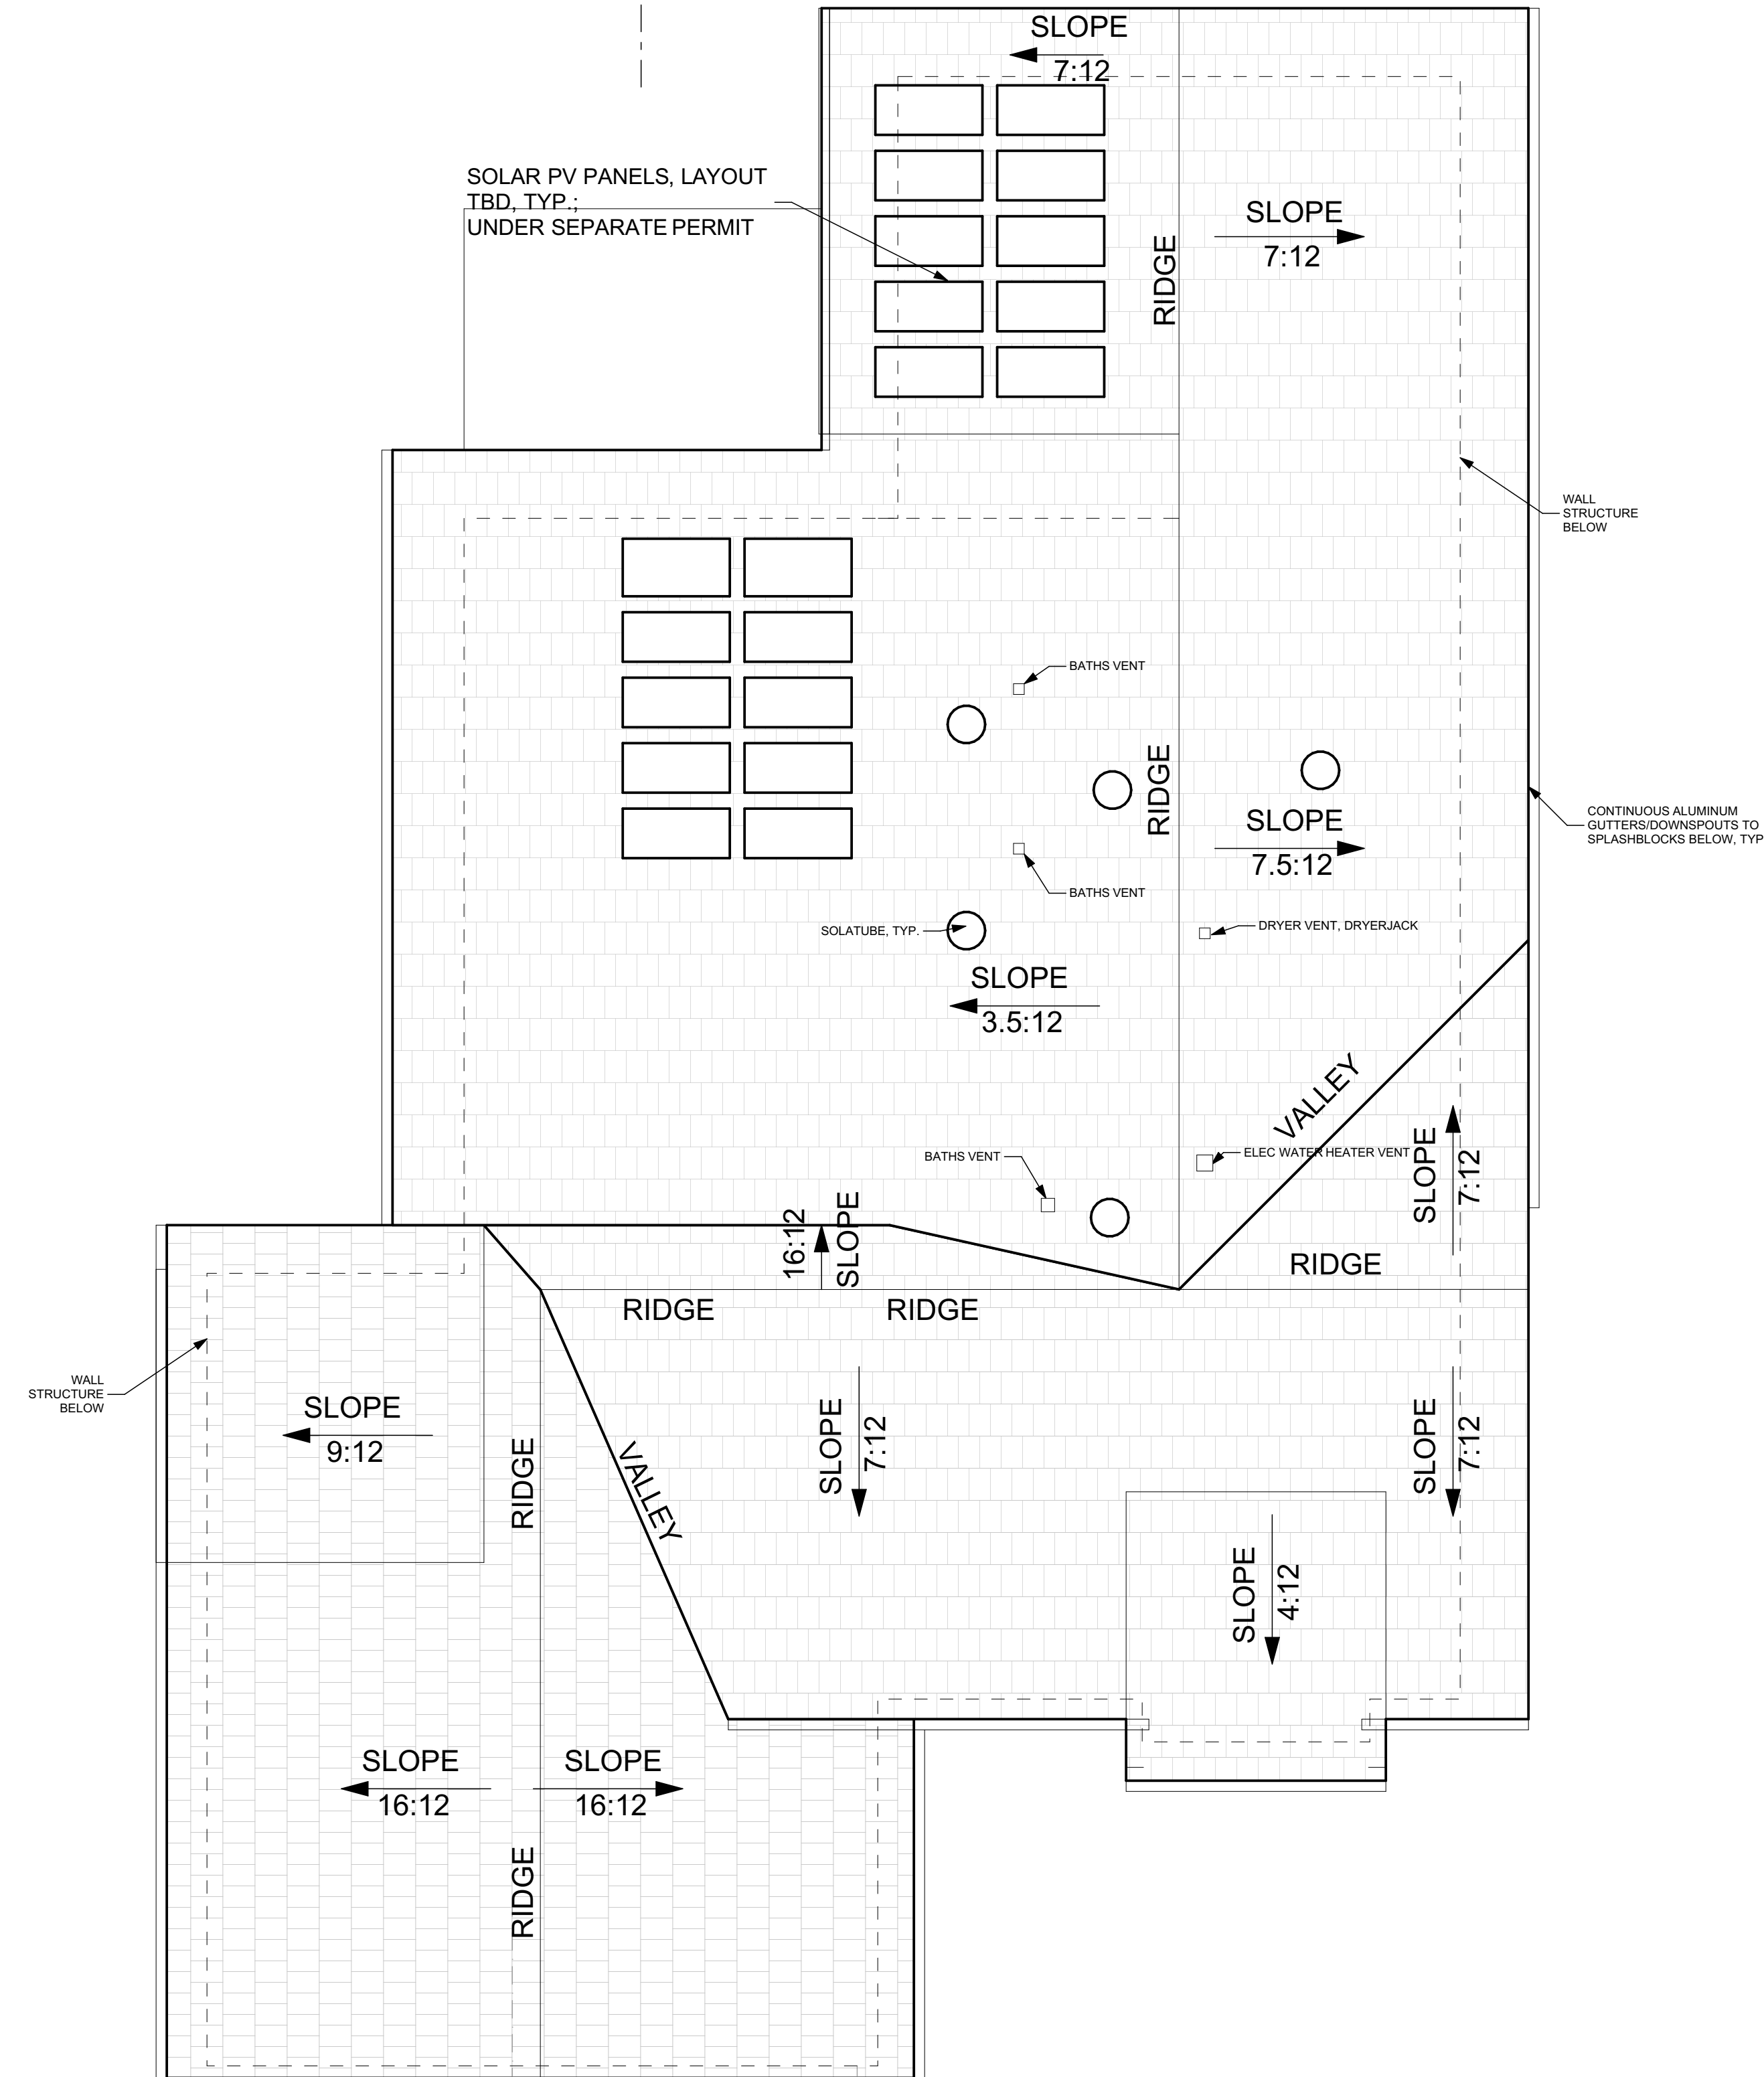 SLOPE
7:12
SOLAR PV PANELS, LAYOUT
TBD, TYP.;
UNDER SEPARATE PERMIT
SLOPE
7:12
RIDGE
WALL
STRUCTURE
BELOW
BATHS VENT
RIDGE
SLOPE
7.5:12
CONTINUOUS ALUMINUM
GUTTERS/DOWNSPOUTS TO
SPLASHBLOCKS BELOW, TYP
BATHS VENT
SOLATUBE, TYP.
DRYER VENT, DRYERJACK
SLOPE
3.5:12
VALLEY
BATHS VENT
ELEC WATER HEATER VENT
SLOPE
7:12
16:12
SLOPE
RIDGE
RIDGE
RIDGE
WALL
STRUCTURE
BELOW
SLOPE
9:12
RIDGE
VALLEY
SLOPE
7:12
SLOPE
7:12
SLOPE
4:12
SLOPE
16:12
SLOPE
16:12
RIDGE